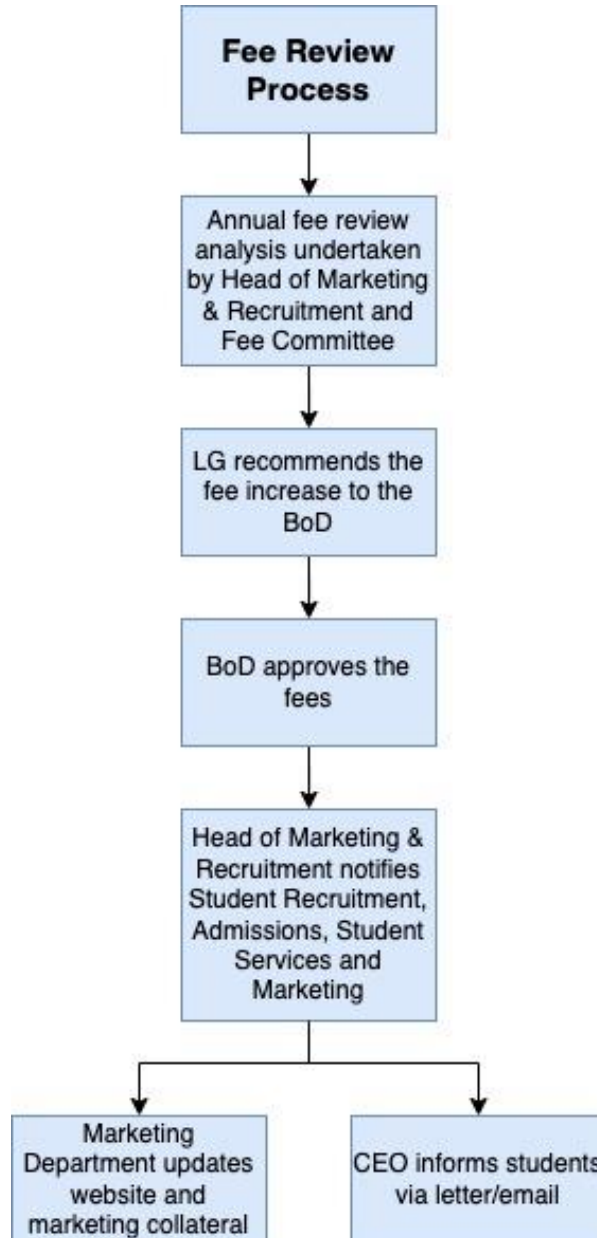 Fee Review
Process
Annual fee review
analysis undertaken
by Head of Marketing
& Recruitment and
Fee Committee
LG recommends the
fee increase to the
BoD
BoD approves the
fees
Head of Marketing &
Recruitment notifies
Student Recruitment,
Admissions, Student
Services and
Marketing
Marketing
Department updates
website and
marketing collateral
CEO informs students
via letter/email